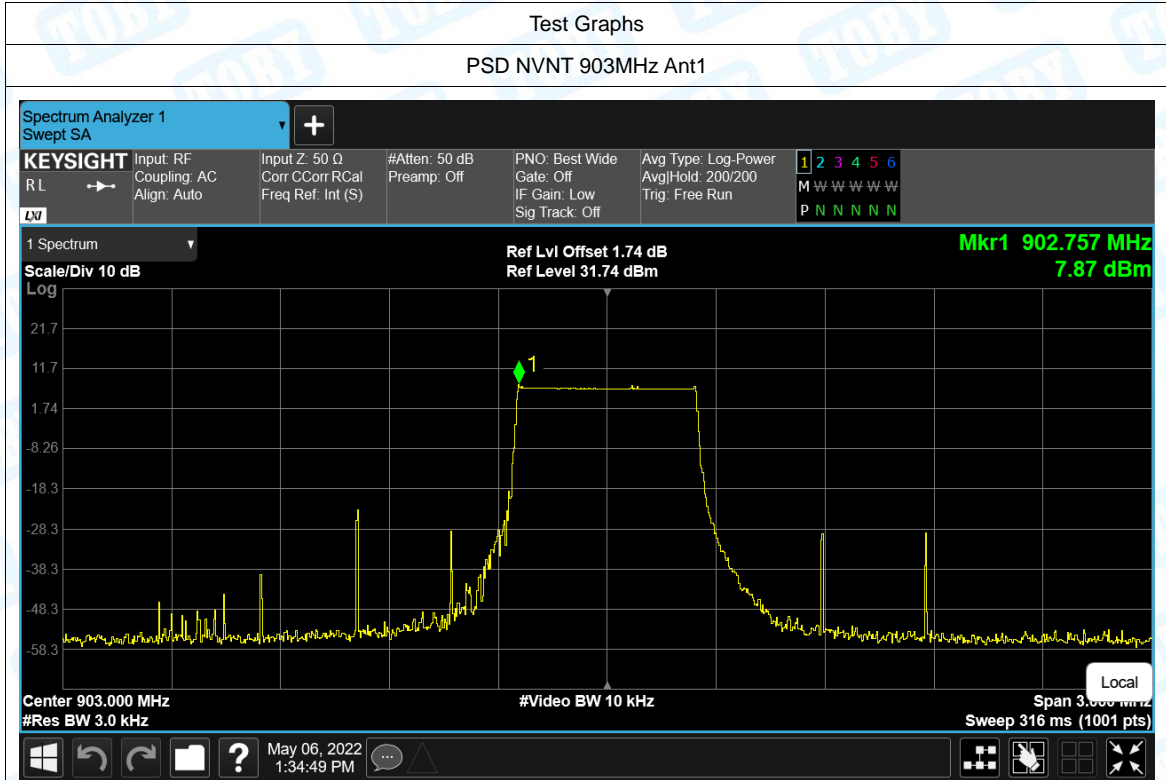 Test Graphs
PSD NVNT 903MHz Ant1
Spectrum Analyzer 1
Swept SA
KEYSIGHT Input: RF Input Z: 50 Ω #Atten: 50 dB PNO: Best Wide Avg Type: Log-Power 1 2 3 4 5 6
RL Coupling: AC Corr CCorr RCal Preamp: Off Gate: Off Avg|Hold: 200/200 M W W W W W
Align: Auto Freq Ref: Int (S) IF Gain: Low Trig: Free Run
LXI Sig Track: Off P N N N N N
1 Spectrum Ref Lvl Offset 1.74 dB Mkr1 902.757 MHz
Scale/Div 10 dB Ref Level 31.74 dBm 7.87 dBm
Log
21.7
1
11.7
1.74
-8.26
-18.3
-28.3
-38.3
-48.3
-58.3
Local
Center 903.000 MHz #Video BW 10 kHz Span 3.000 MHz
#Res BW 3.0 kHz Sweep 316 ms (1001 pts)
? May 06, 2022
1:34:49 PM
TOBY